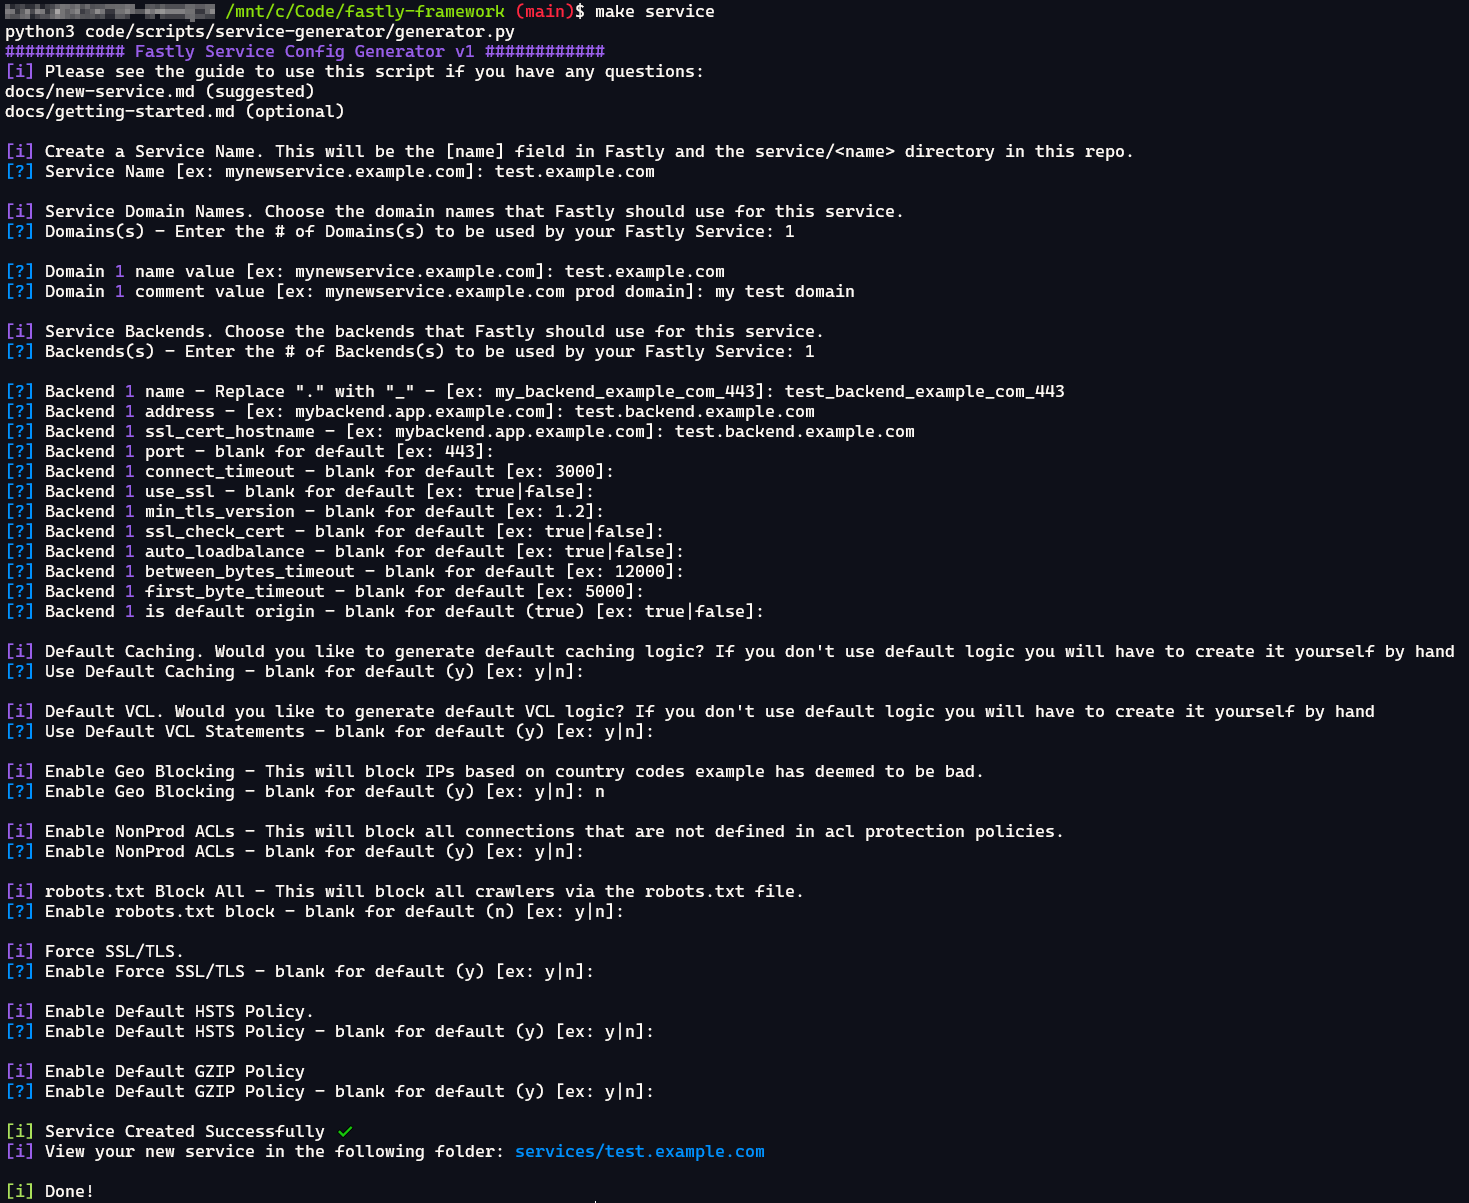 /mnt/c/Code/fastly-framework (main)$ make service
python3 code/scripts/service-generator/generator.py
############ Fastly Service Config Generator v1 ############
[i] Please see the guide to use this script if you have any questions:
docs/new-service.md (suggested)
docs/getting-started.md (optional)
[i] Create a Service Name. This will be the [name] field in Fastly and the service/<name> directory in this repo.
[?] Service Name [ex: mynewservice.example.com]: test.example.com
[i] Service Domain Names. Choose the domain names that Fastly should use for this service.
[?] Domains(s) - Enter the # of Domains(s) to be used by your Fastly Service: 1
[?] Domain 1 name value [ex: mynewservice.example.com]: test.example.com
[?] Domain 1 comment value [ex: mynewservice.example.com prod domain]: my test domain
[i] Service Backends. Choose the backends that Fastly should use for this service.
[?] Backends(s) - Enter the # of Backends(s) to be used by your Fastly Service: 1
[?] Backend 1 name - Replace "." with "_" - [ex: my_backend_example_com_443]: test_backend_example_com_443
[?] Backend 1 address - [ex: mybackend.app.example.com]: test.backend.example.com
[?] Backend 1 ssl_cert_hostname - [ex: mybackend.app.example.com]: test.backend.example.com
[?] Backend 1 port - blank for default [ex: 443]:
[?] Backend 1 connect_timeout - blank for default [ex: 3000]:
[?] Backend 1 use_ssl - blank for default [ex: true|false]:
[?] Backend 1 min_tls_version - blank for default [ex: 1.2]:
[?] Backend 1 ssl_check_cert - blank for default [ex: true|false]:
[?] Backend 1 auto_loadbalance - blank for default [ex: true|false]:
[?] Backend 1 between_bytes_timeout - blank for default [ex: 12000]:
[?] Backend 1 first_byte_timeout - blank for default [ex: 5000]:
[?] Backend 1 is default origin - blank for default (true) [ex: true|false]:
[i] Default Caching. Would you like to generate default caching logic? If you don't use default logic you will have to create it yourself by hand
[?] Use Default Caching - blank for default (y) [ex: y|n]:
[i] Default VCL. Would you like to generate default VCL logic? If you don't use default logic you will have to create it yourself by hand
[?] Use Default VCL Statements - blank for default (y) [ex: y|n]:
[i] Enable Geo Blocking - This will block IPs based on country codes example has deemed to be bad.
[?] Enable Geo Blocking - blank for default (y) [ex: y|n]: n
[i] Enable NonProd ACLs - This will block all connections that are not defined in acl protection policies.
[?] Enable NonProd ACLs - blank for default (y) [ex: y|n]:
[i] robots.txt Block All - This will block all crawlers via the robots.txt file.
[?] Enable robots.txt block - blank for default (n) [ex: y|n]:
[i] Force SSL/TLS.
[?] Enable Force SSL/TLS - blank for default (y) [ex: y|n]:
[i] Enable Default HSTS Policy.
[?] Enable Default HSTS Policy - blank for default (y) [ex: y|n]:
[i] Enable Default GZIP Policy
[?] Enable Default GZIP Policy - blank for default (y) [ex: y|n]:
[i] Service Created Successfully ✓
[i] View your new service in the following folder: services/test.example.com
[i] Done!